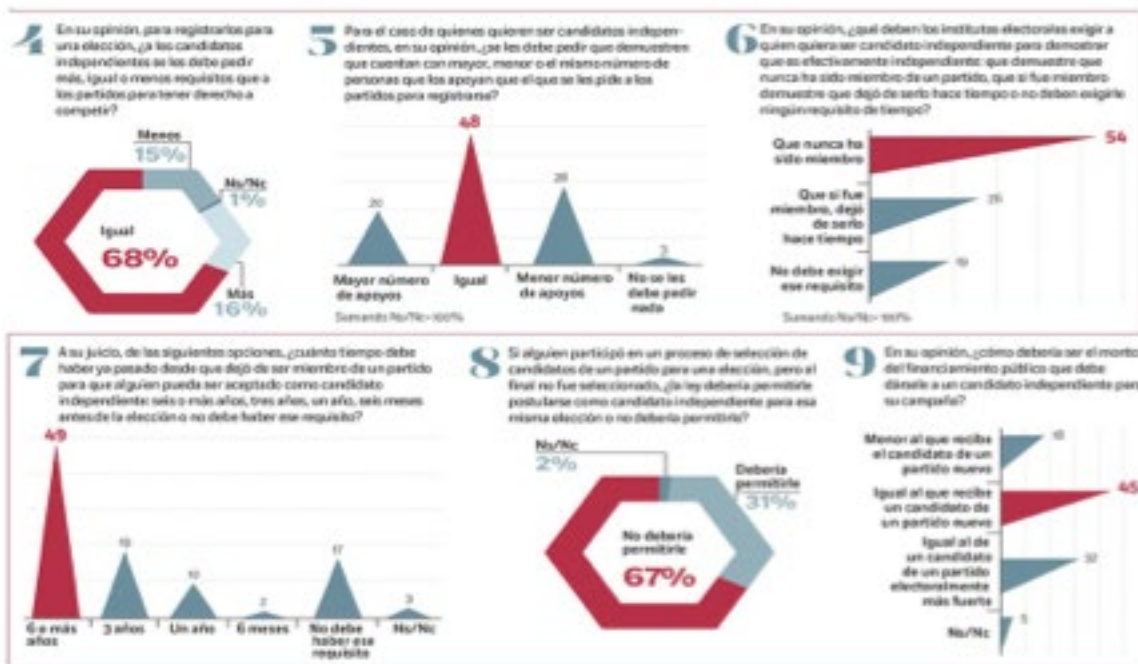 4 En su opinión, para registrarlos para
una elección, ¿a los candidatos
independientes se les debe pedir
más, igual o menos requisitos que a
los partidos para tener derecho a
competir?
Menos
15%
Ns/Nc
1%
Igual
68%
Más
16%
5 Para el caso de quienes quieren ser candidatos indepen-
dientes, en su opinión, ¿se les debe pedir que demuestren
que cuentan con mayor, menor o el mismo número de
personas que los apoyan que el que se les pide a los
partidos para registrarse?
48
20
28
3
Mayor número
de apoyos
Igual
Menor número
de apoyos
No se les
debe pedir
nada
Sumando Ns/Nc=100%
6 En su opinión, ¿qué deben los institutos electorales exigir a
quien quiera ser candidato independiente para demostrar
que es efectivamente independiente: que demuestre que
nunca ha sido miembro de un partido, que si fue miembro
demuestre que dejó de serlo hace tiempo o no deben exigirle
ningún requisito de tiempo?
Que nunca ha
sido miembro
54
Que si fue
miembro, dejó
de serlo
hace tiempo
No debe exigir
ese requisito
19
Sumando Ns/Nc=100%
7 A su juicio, de las siguientes opciones, ¿cuánto tiempo debe
haber ya pasado desde que dejó de ser miembro de un partido
para que alguien pueda ser aceptado como candidato
independiente: seis o más años, tres años, un año, seis meses
antes de la elección o no debe haber ese requisito?
49
19
10
2
17
3
6 o más
años
3 años
Un año
6 meses
No debe
haber ese
requisito
Ns/Nc
8 Si alguien participó en un proceso de selección de
candidatos de un partido para una elección, pero al
final no fue seleccionado, ¿la ley debería permitirle
postularse como candidato independiente para esa
misma elección o no debería permitirle?
Ns/Nc
2%
Debería
permitirle
31%
No debería
permitirle
67%
9 En su opinión, ¿cómo debería ser el monto
del financiamiento público que debe
dársele a un candidato independiente para
su campaña?
Menor al que reciba
el candidato de un
partido nuevo
18
Igual al que reciba
un candidato de
un partido nuevo
45
Igual al de
un candidato
de un partido
electoralmente
más fuerte
32
Ns/Nc
5